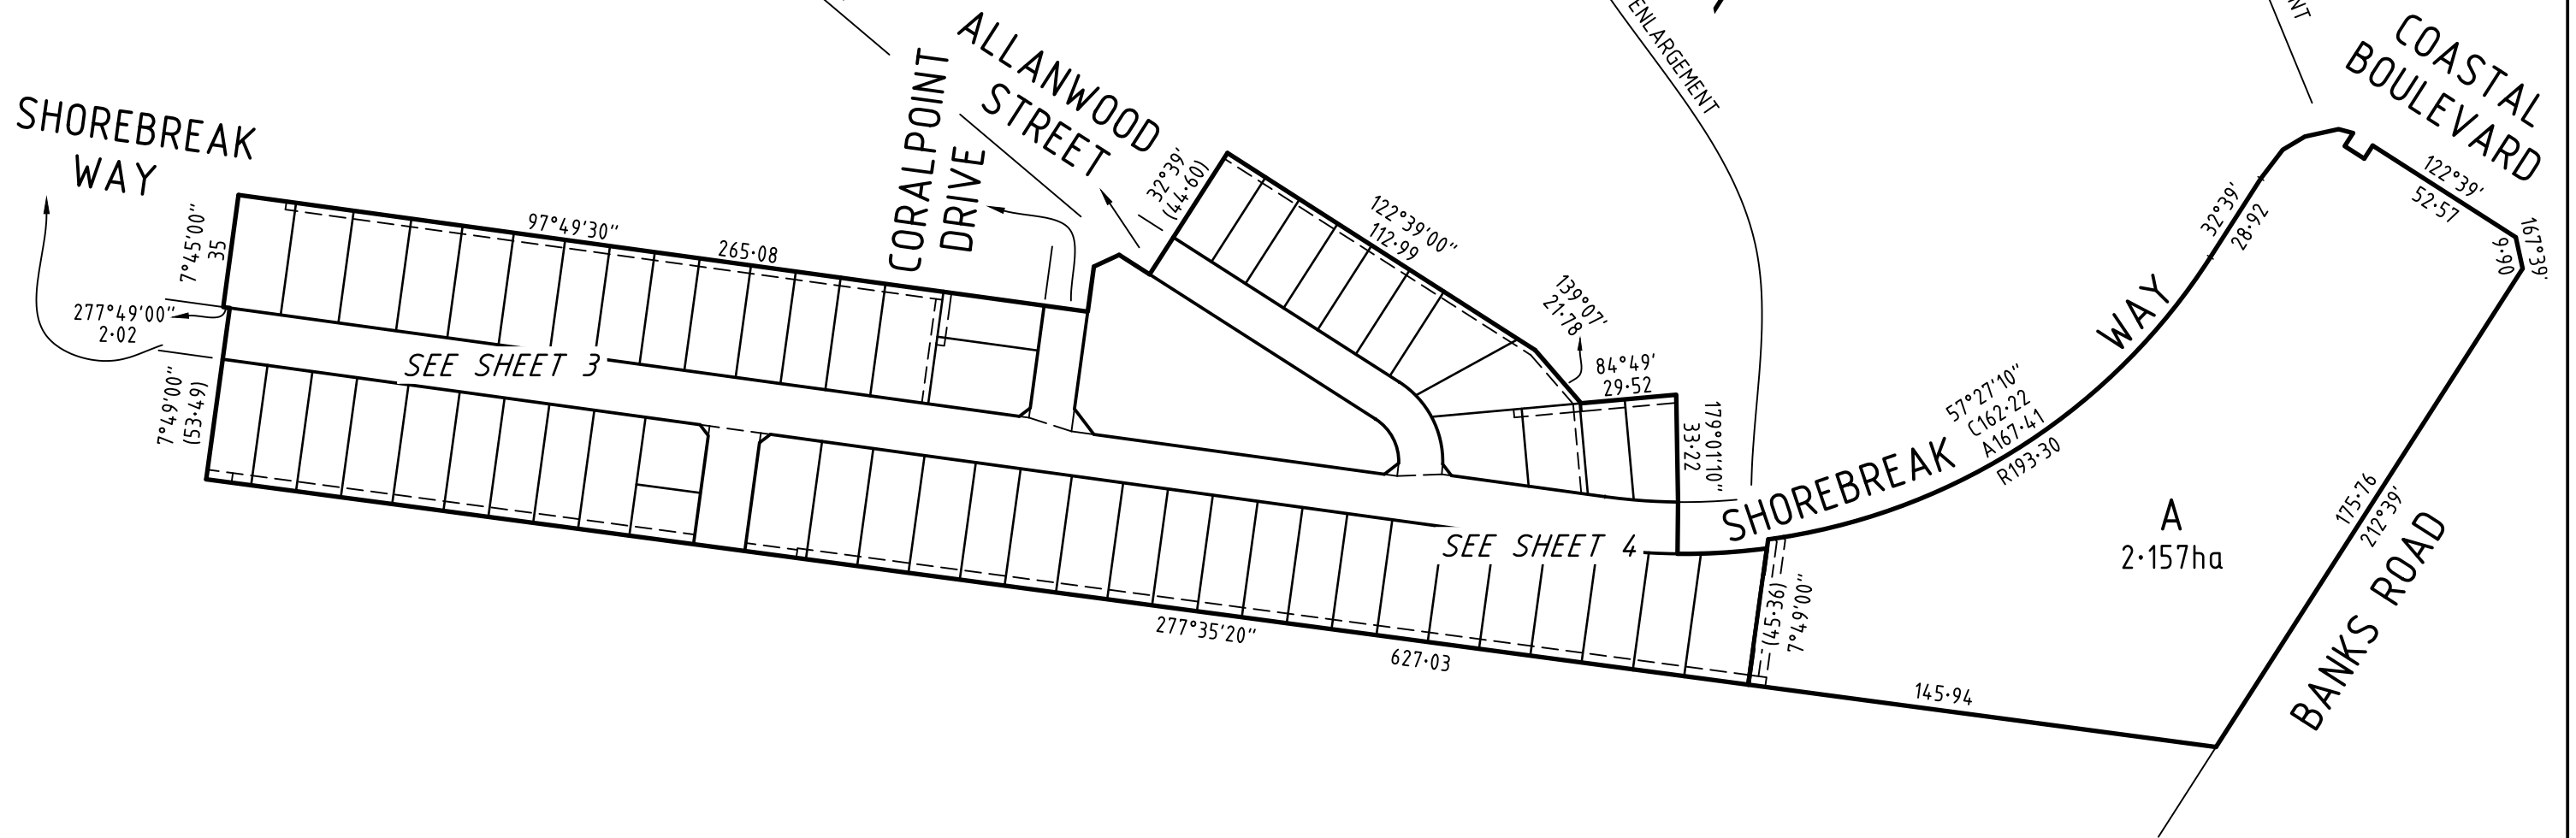 SHOREBREAK
WAY
7°45'00"
35
277°49'00"
2·02
7°49'00"
(53·49)
97°49'30"
265·08
SEE SHEET 3
CORALPOINT
DRIVE
ALLANWOOD
STREET
32°39'
(44·60)
122°39'00"
112·99
139°07'
21·78
84°49'
29·52
179°01'10"
33·22
ENLARGEMENT
SEE SHEET 4
277°35'20"
627·03
(45·36)
7°49'00"
145·94
SHOREBREAK WAY
57°27'10"
C162·22
A167·41
R193·30
32°39'
28·92
COASTAL
BOULEVARD
122°39'
52·57
167°39'
9·90
A
2·157ha
175·76
212°39'
BANKS ROAD